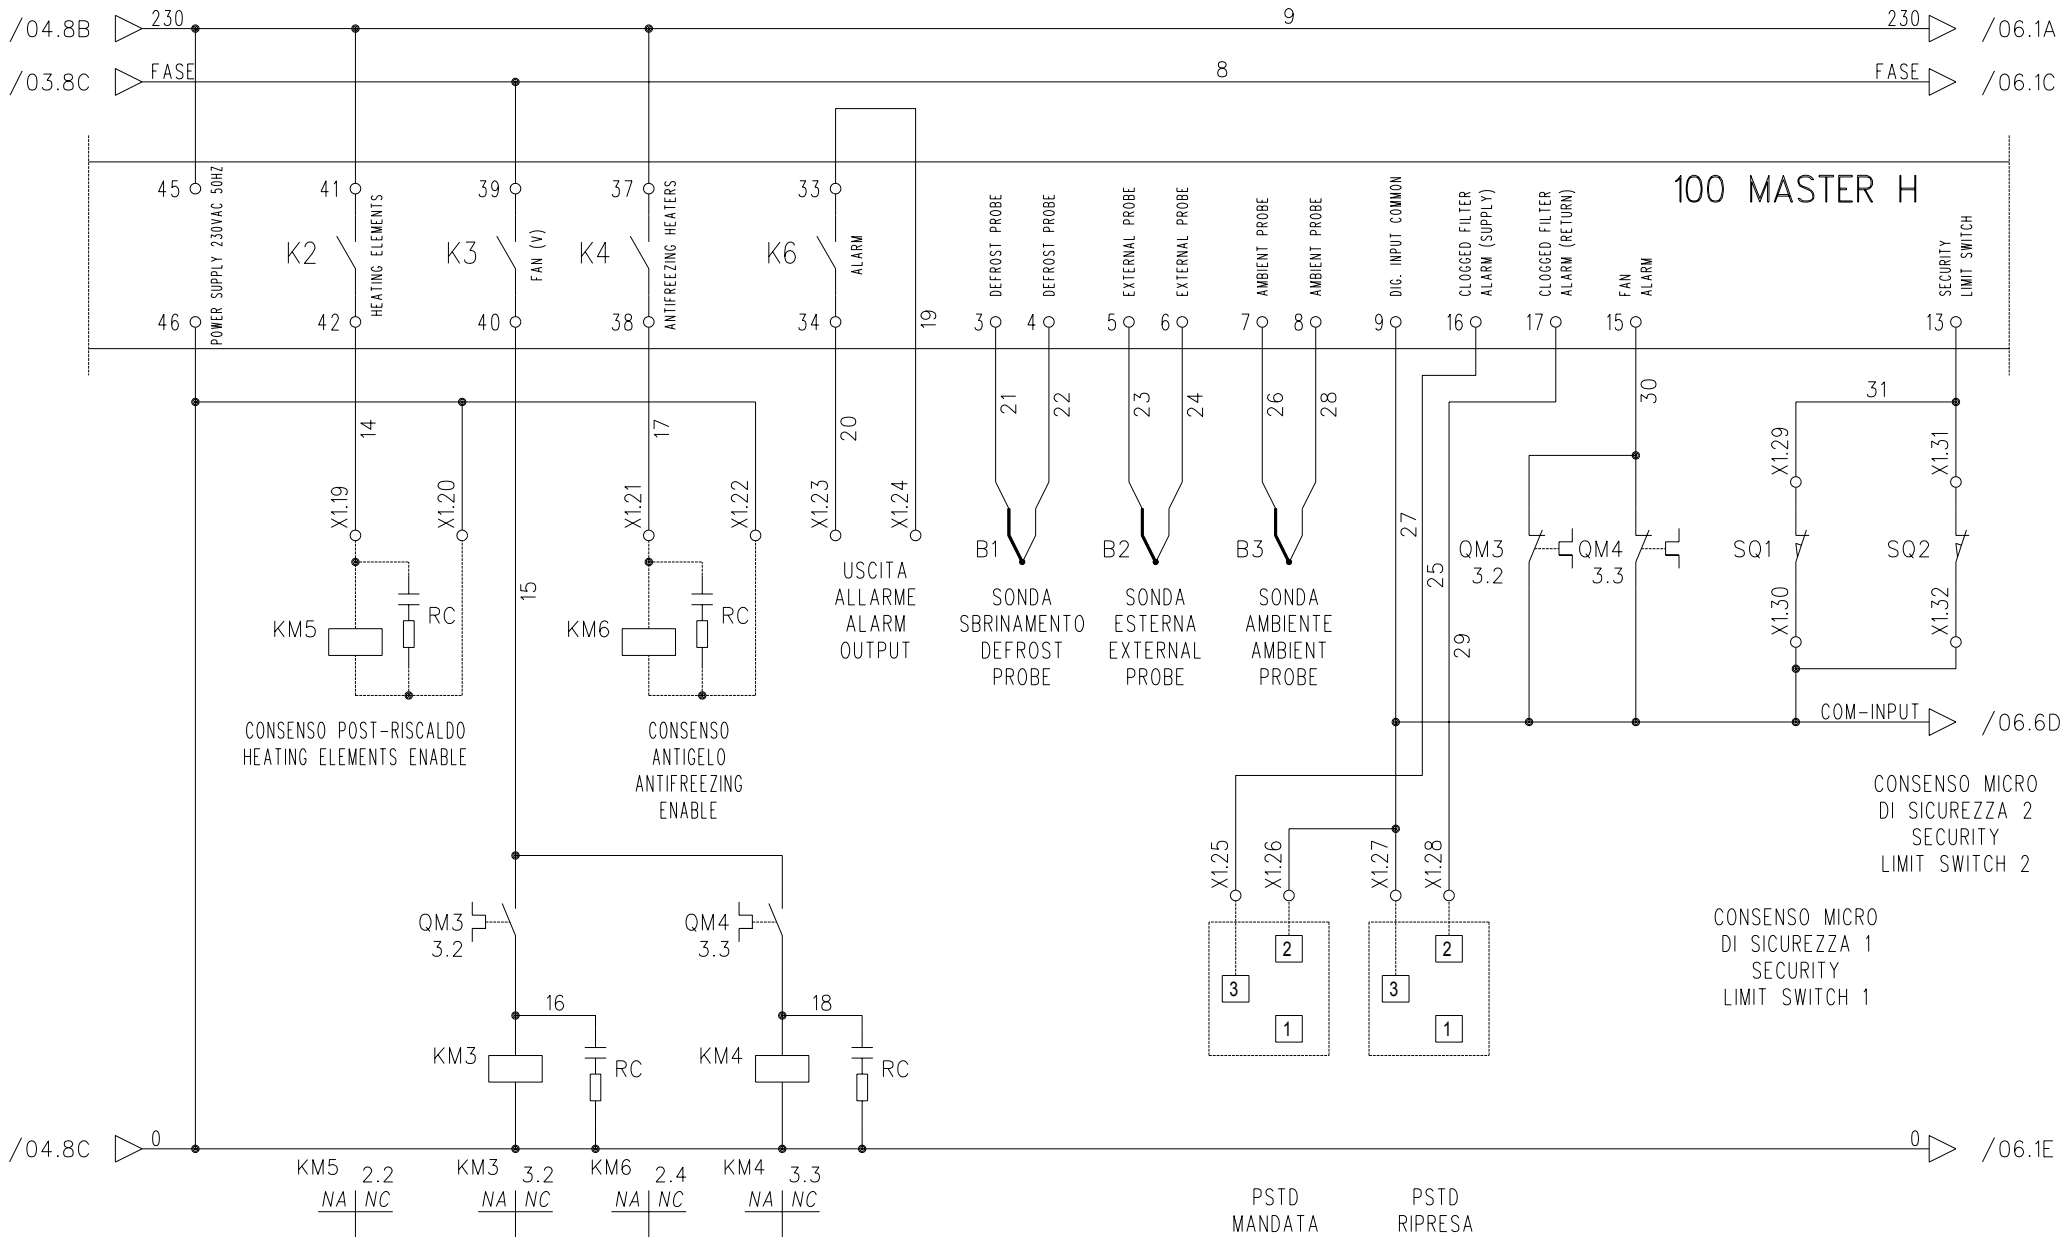 /04.8B 230 9 230 /06.1A
/03.8C FASE 8 FASE /06.1C
100 MASTER H
45 41 39 37 33
POWER SUPPLY 230VAC 50HZ
K2 HEATING ELEMENTS
K3 FAN (V)
K4 ANTIFREEZING HEATERS
K6 ALARM
DEFROST PROBE
DEFROST PROBE
EXTERNAL PROBE
EXTERNAL PROBE
AMBIENT PROBE
AMBIENT PROBE
DIG. INPUT COMMON
CLOGGED FILTER
ALARM (SUPPLY)
CLOGGED FILTER
ALARM (RETURN)
FAN
ALARM
SECURITY
LIMIT SWITCH
46 42 40 38 34 19 3 4 5 6 7 8 9 16 17 15 13
14 17 20 21 22 23 24 26 28 30 31
X1.19 X1.20 X1.21 X1.22 X1.23 X1.24 X1.29 X1.31
15 27 25 29
B1 B2 B3
QM3
3.2
QM4
3.3
SQ1 SQ2
X1.30 X1.32
KM5 RC KM6 RC
USCITA
ALLARME
ALARM
OUTPUT
SONDA
SBRINAMENTO
DEFROST
PROBE
SONDA
ESTERNA
EXTERNAL
PROBE
SONDA
AMBIENTE
AMBIENT
PROBE
COM-INPUT /06.6D
CONSENSO POST-RISCALDO
HEATING ELEMENTS ENABLE
CONSENSO
ANTIGELO
ANTIFREEZING
ENABLE
CONSENSO MICRO
DI SICUREZZA 2
SECURITY
LIMIT SWITCH 2
X1.25 X1.26 X1.27 X1.28
CONSENSO MICRO
DI SICUREZZA 1
SECURITY
LIMIT SWITCH 1
QM3
3.2
QM4
3.3
2 2
3 3
1 1
16 18
KM3 RC KM4 RC
/04.8C 0 0 /06.1E
KM5 2.2 KM3 3.2 KM6 2.4 KM4 3.3
NA NC NA NC NA NC NA NC
PSTD
MANDATA
PSTD
RIPRESA